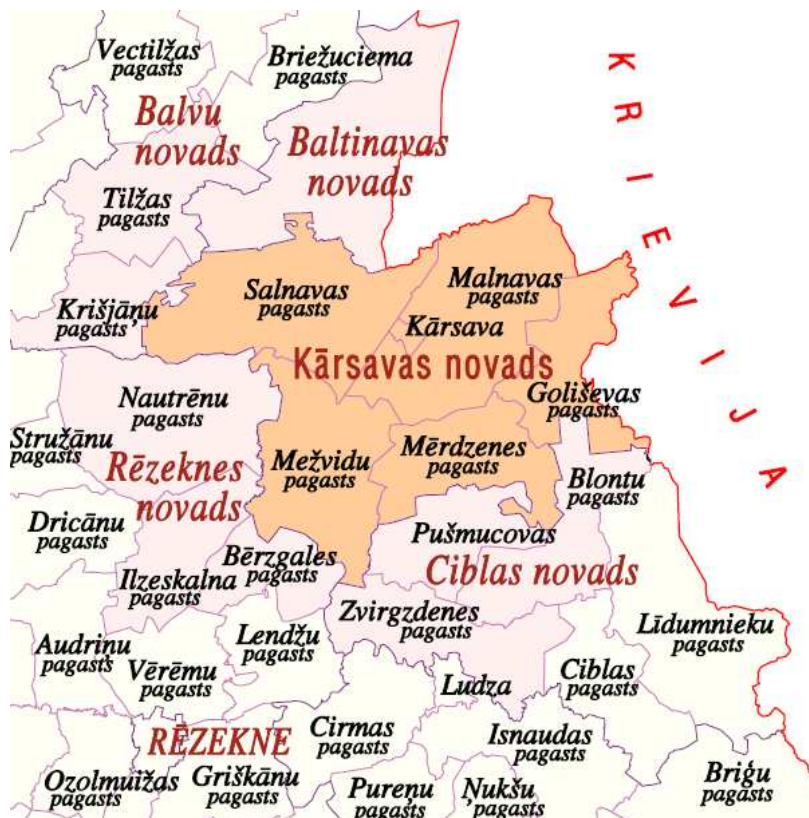 Vectilžas
pagasts
Briežuciema
pagasts
Balvu
novads
Baltinavas
novads
Tilžas
pagasts
KRIEVIJA
Salnavas
pagasts
Malnavas
pagasts
Krišjāņu
pagasts
Kārsava
Kārsavas novads
Nautrēnu
pagasts
Goliševas
pagasts
Stružānu
pagasts
Rēzeknes
novads
Mežvidu
pagasts
Mērdzenes
pagasts
Blontu
pagasts
Dricānu
pagasts
Pušmucovas
Bērzgales
pagasts
Ciblas novads
Ilzeskalna
pagasts
Zvirgzdenes
pagasts
Līdumnieku
pagasts
Audriņu
pagasts
Vērēmu
pagasts
Lendžu
pagasts
Ludza
Ciblas
pagasts
RĒZEKNE
Cirmas
pagasts
Isnaudas
pagasts
Ozolmuižas
pagasts
Griškānu
pagasts
Pureņu
pagasts
Ņukšu
pagasts
Briģu
pagasts